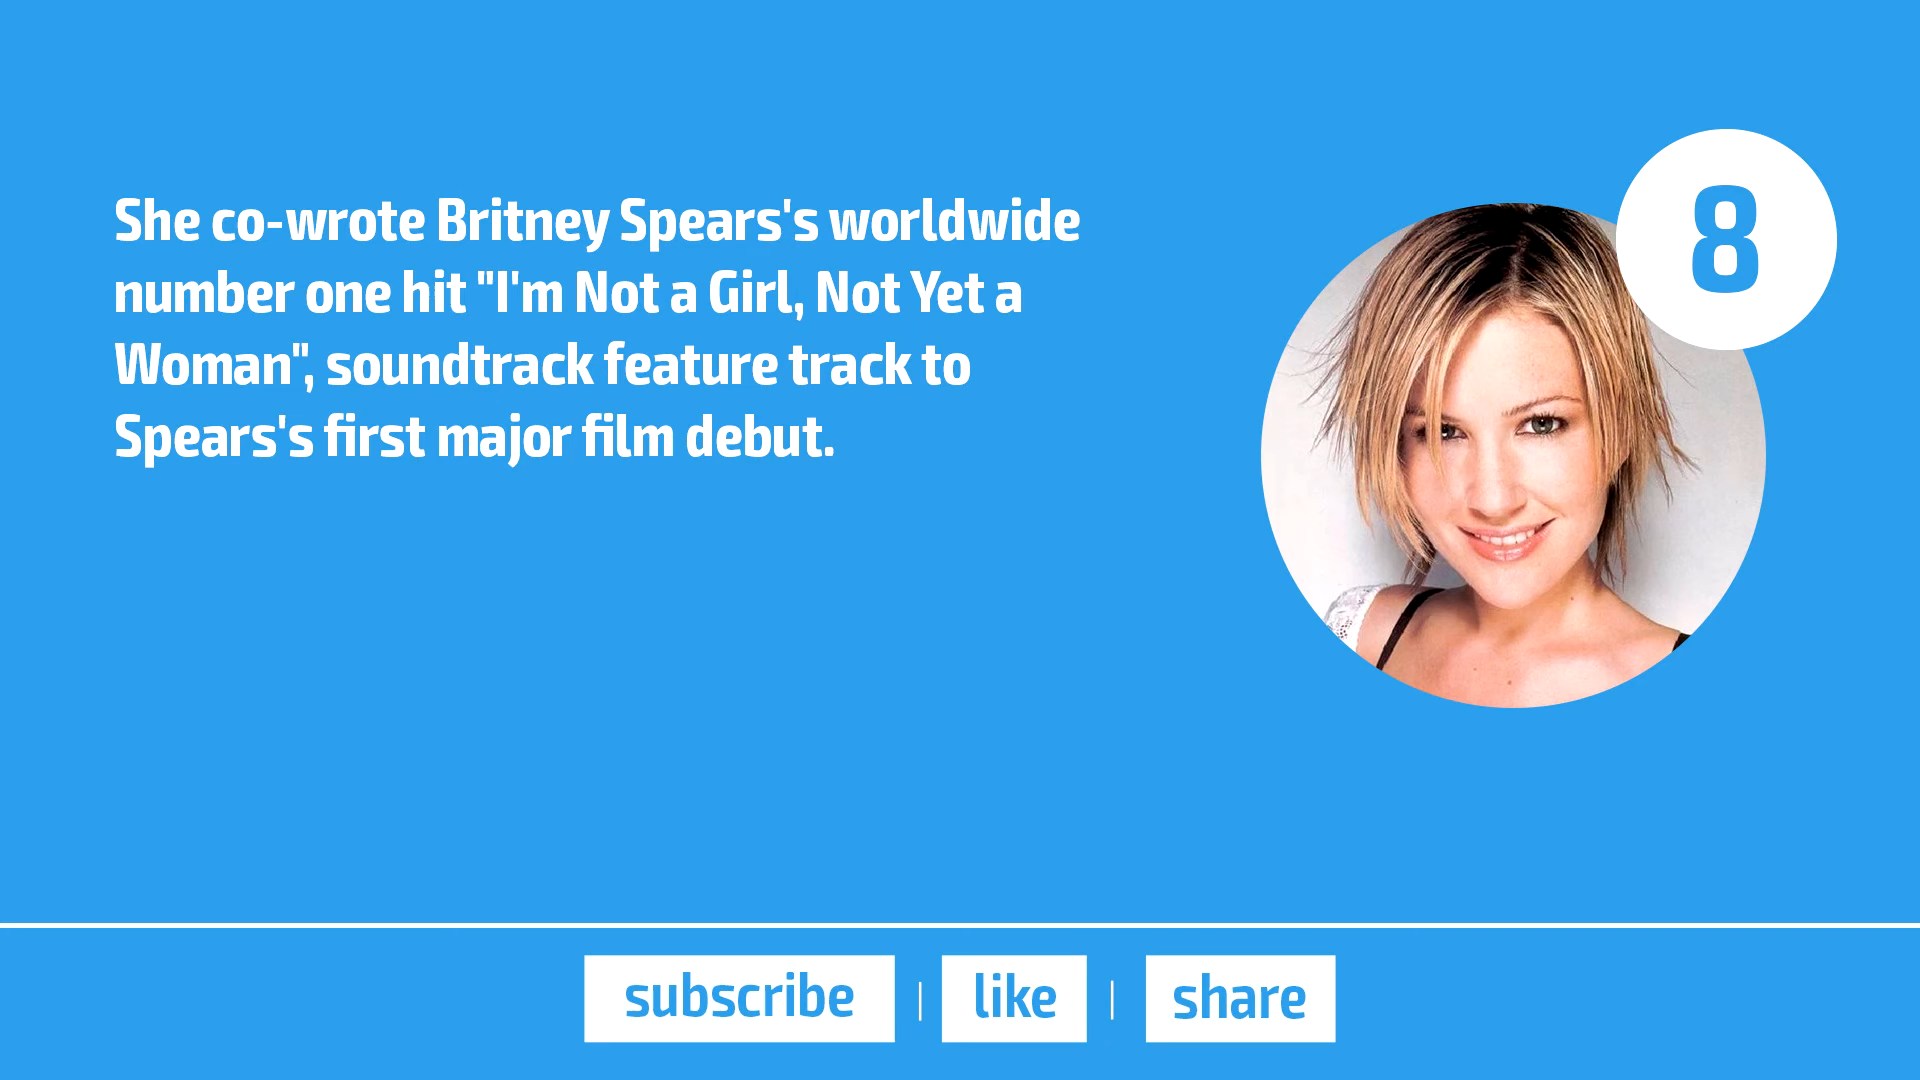 She co-wrote Britney Spears's worldwide
number one hit "I'm Not a Girl, Not Yet a
Woman", soundtrack feature track to
Spears's first major film debut.
8
subscribe | like | share